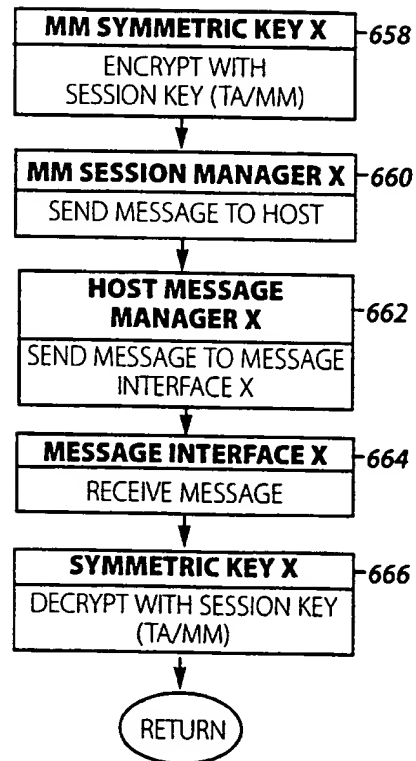 MM SYMMETRIC KEY X
658
ENCRYPT WITH
SESSION KEY (TA/MM)
MM SESSION MANAGER X
660
SEND MESSAGE TO HOST
HOST MESSAGE
MANAGER X
662
SEND MESSAGE TO MESSAGE
INTERFACE X
MESSAGE INTERFACE X
664
RECEIVE MESSAGE
SYMMETRIC KEY X
666
DECRYPT WITH SESSION KEY
(TA/MM)
RETURN